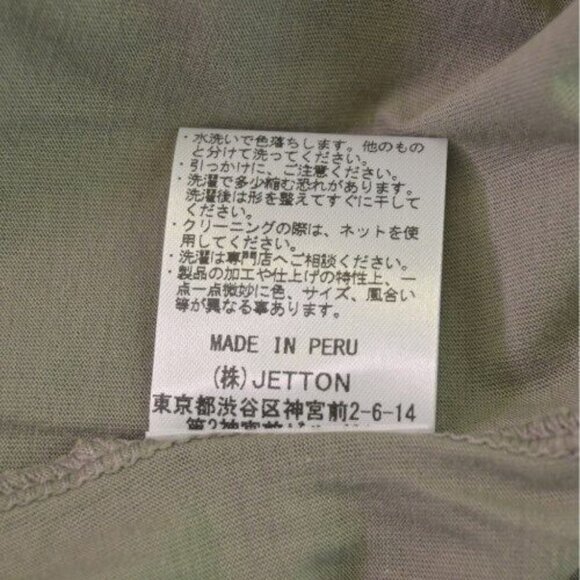 ・水洗いで色落ちします。他のもの
と分けて洗ってください。
・引っかけに、ご注意ください。
・洗濯で多少縮む恐れがあります。
洗濯後は形を整えてすぐに干して
ください。
・クリーニングの際は、ネットを使
用してください。
・洗濯は専門店へご相談ください。
・製品の加工や仕上げの特性上、一
点一点微妙に色、サイズ、風合い
等が異なる事あります。
MADE IN PERU
(株)JETTON
東京都渋谷区神宮前2-6-14
第2神宮前